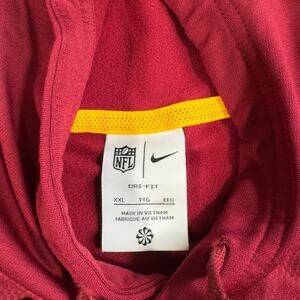 NFL
DRI-FIT
XXL TTG EEG
MADE IN VIETNAM
FABRIQUÉ AU VIETNAM